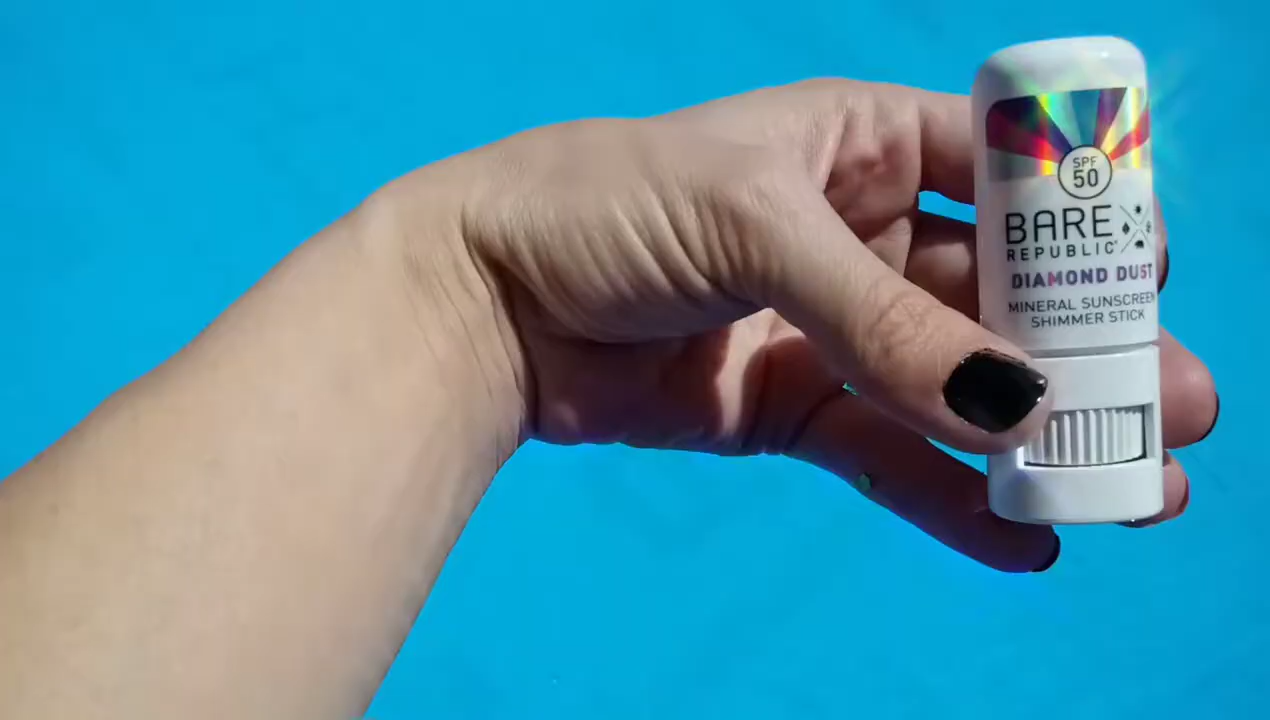 SPF
50
BARE
REPUBLIC
DIAMOND DUST
MINERAL SUNSCREEN
SHIMMER STICK